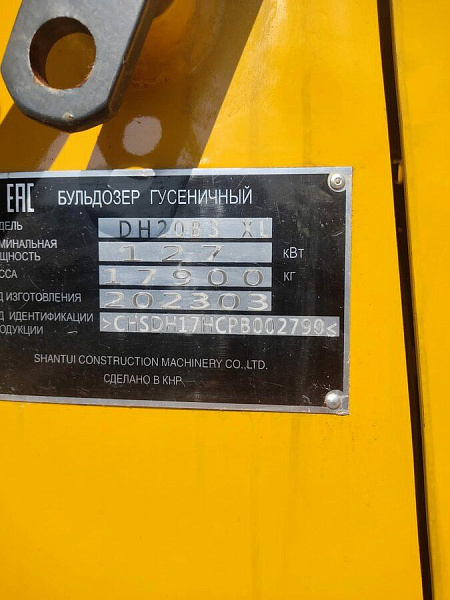 EAC БУЛЬДОЗЕР ГУСЕНИЧНЫЙ
ДЕЛЬ DH20B3 XL
МИНАЛЬНАЯ
ЩНОСТЬ 127 кВт
ССА 17900 КГ
Д ИЗГОТОВЛЕНИЯ 202303
Д ИДЕНТИФИКАЦИИ
ОДУКЦИИ >CHSDH17HCPB002790<
SHANTUI CONSTRUCTION MACHINERY CO.,LTD.
СДЕЛАНО В КНР